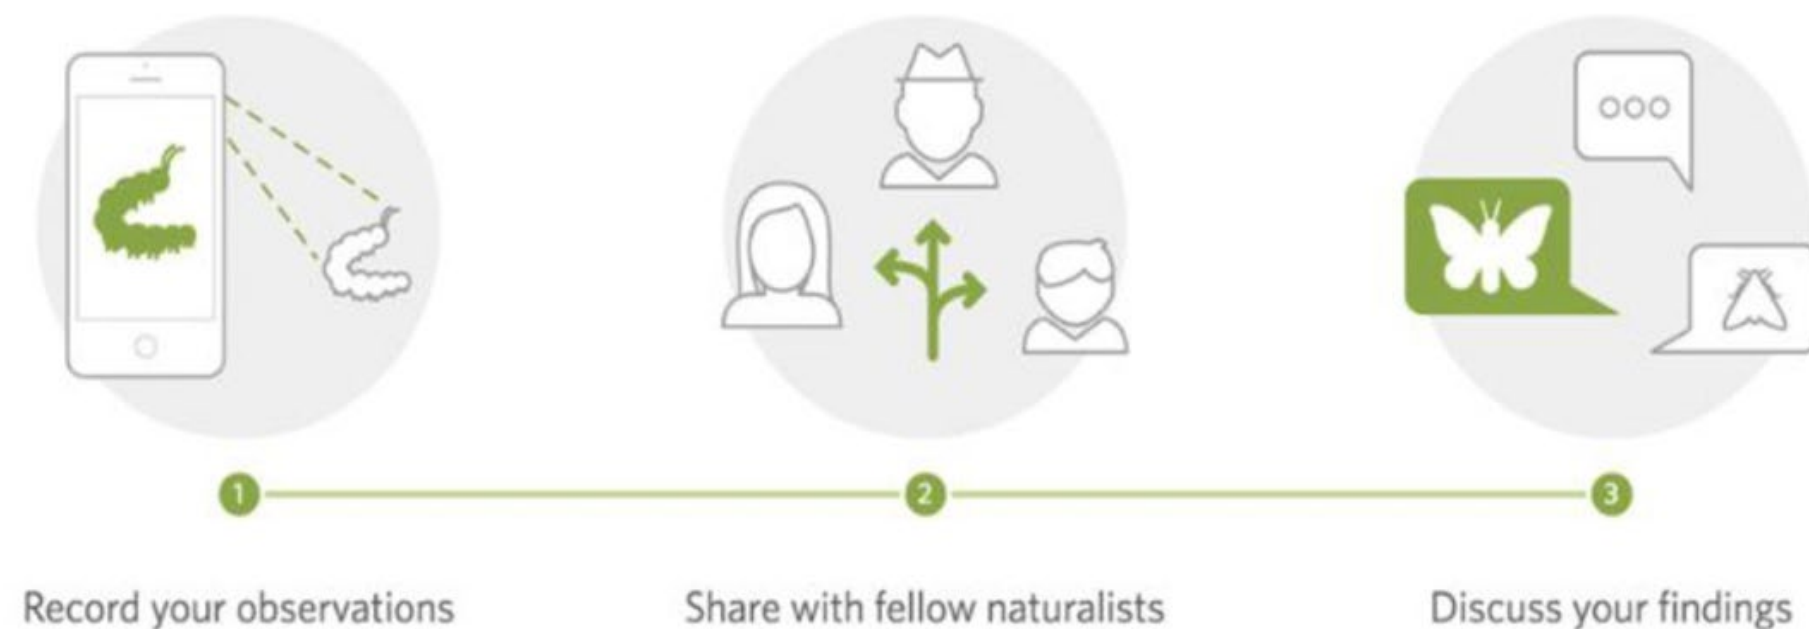 1
2
3
Record your observations
Share with fellow naturalists
Discuss your findings